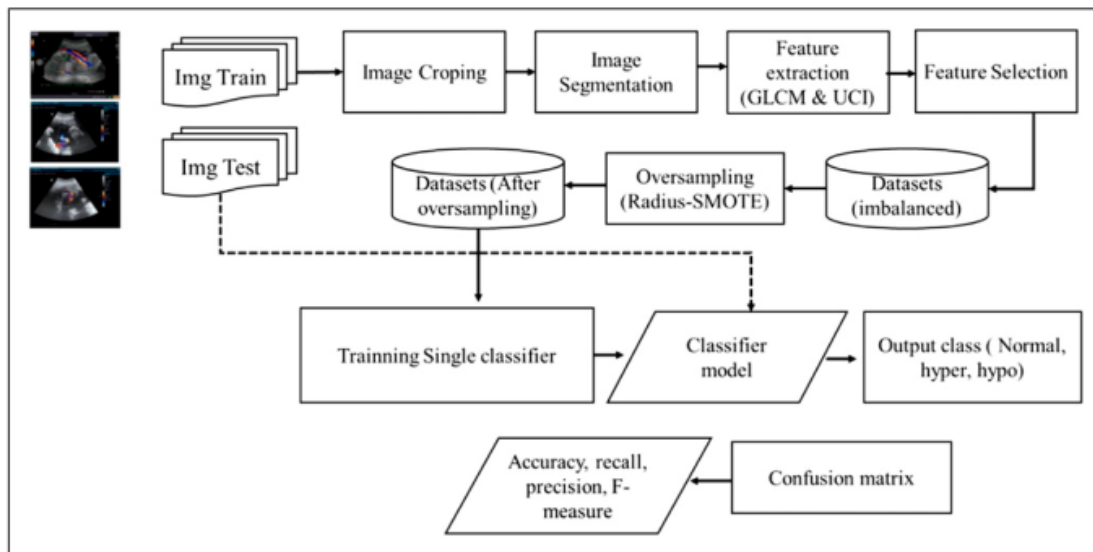 Img Train
Image Croping
Image
Segmentation
Feature
extraction
(GLCM & UCI)
Feature Selection
Img Test
Datasets (After
oversampling)
Oversampling
(Radius-SMOTE)
Datasets
(imbalanced)
Trainning Single classifier
Classifier
model
Output class ( Normal,
hyper, hypo)
Accuracy, recall,
precision, F-
measure
Confusion matrix